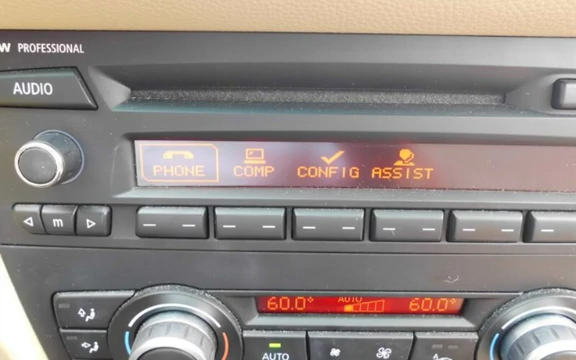 W PROFESSIONAL
AUDIO
PHONE COMP CONFIG ASSIST
m
60.0° AUTO 60.0°
AUTO